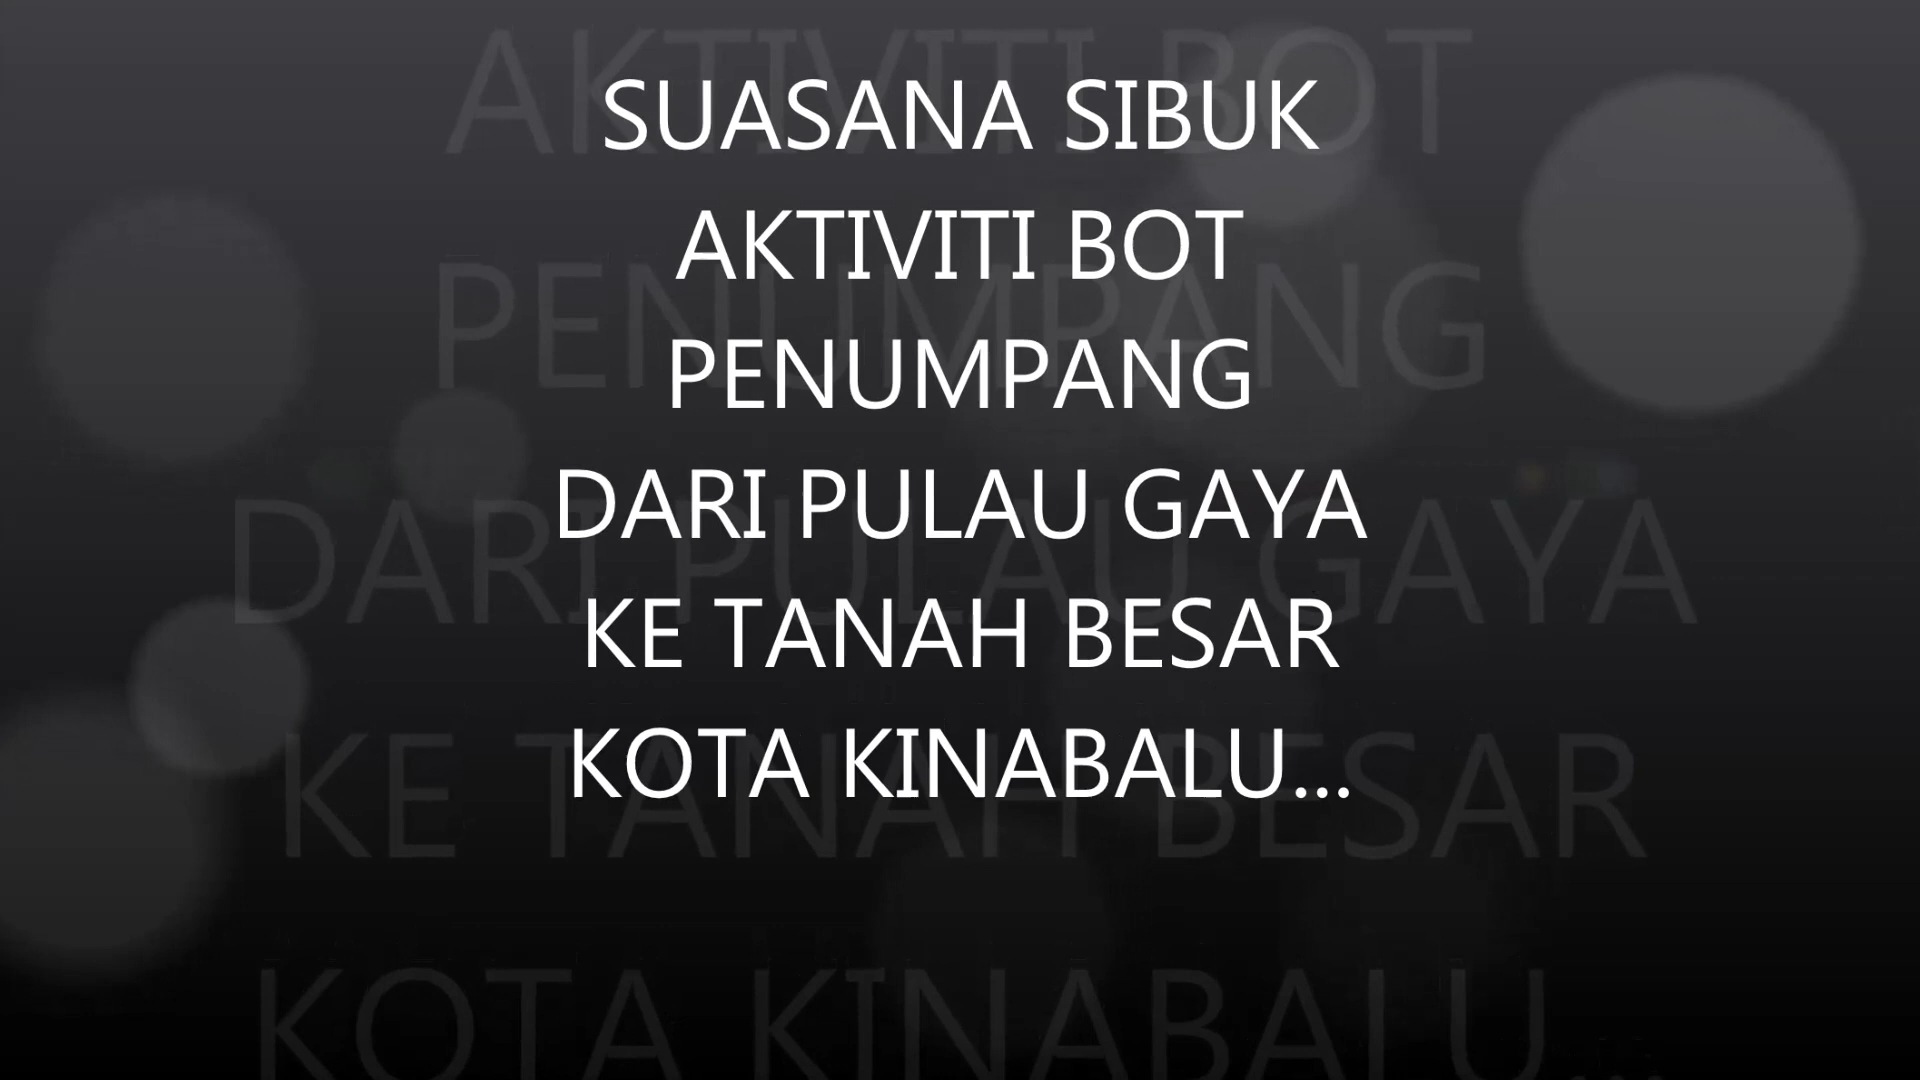 SUASANA SIBUK
AKTIVITI BOT
PENUMPANG
DARI PULAU GAYA
KE TANAH BESAR
KOTA KINABALU...